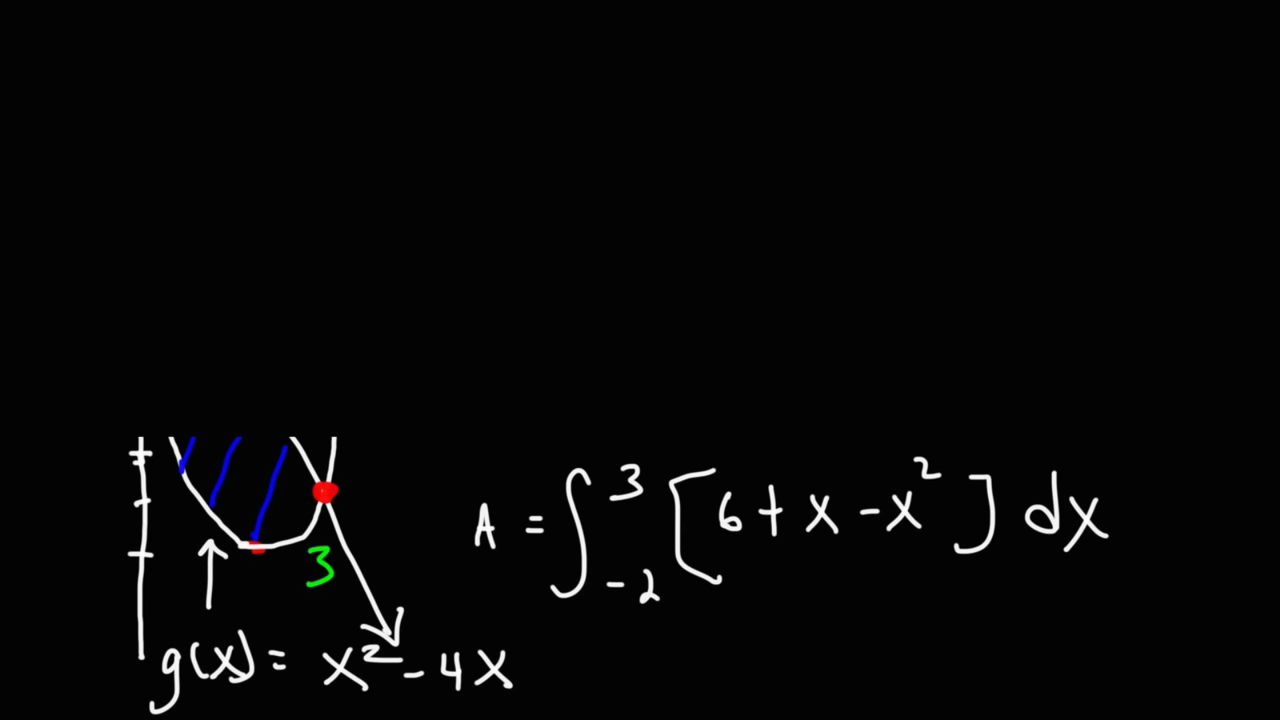 A = ∫₋₂³ [6 + x - x²] dx
3
g(x) = x² - 4x